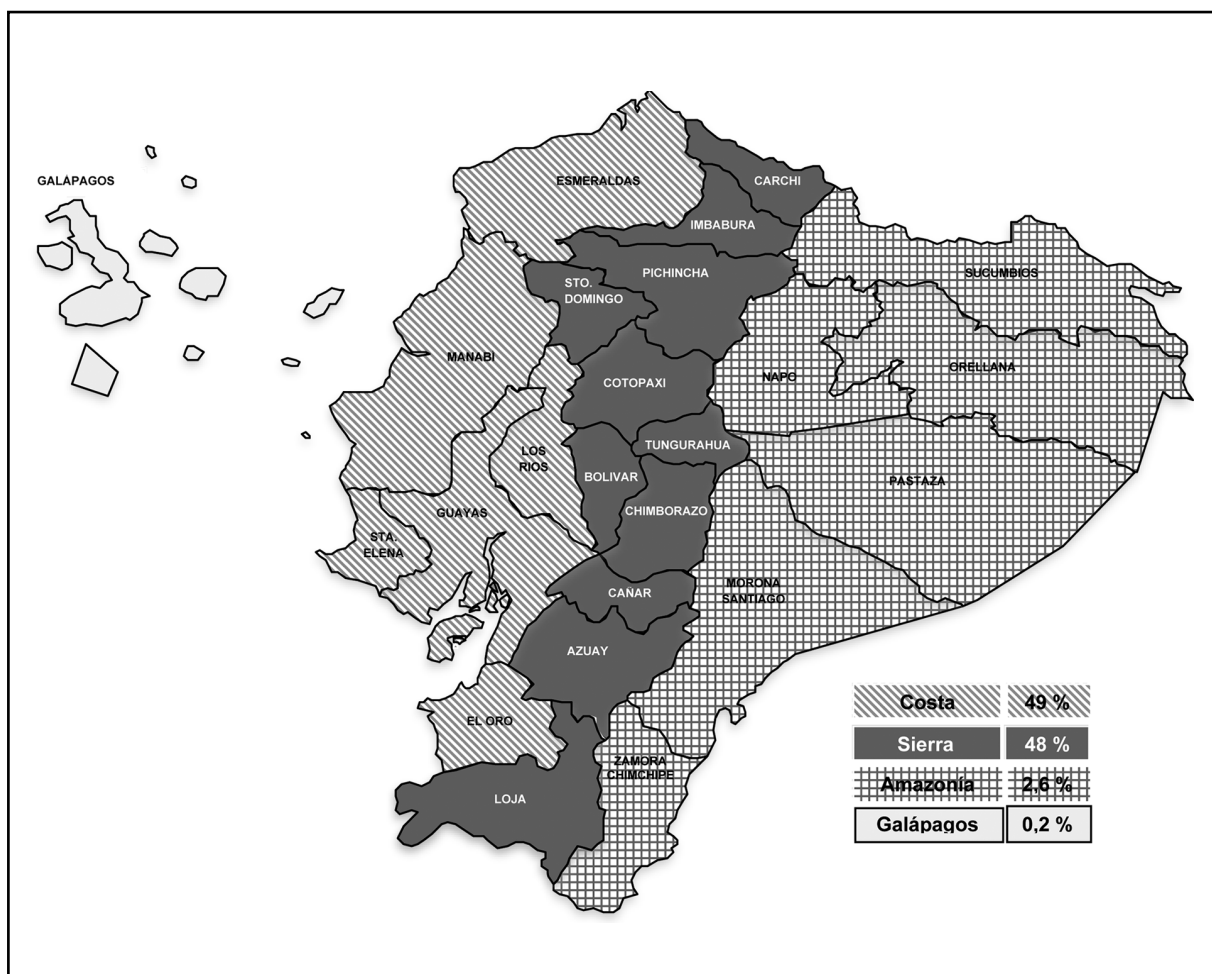 GALÁPAGOS
ESMERALDAS
CARCHI
IMBABURA
PICHINCHA
SUCUMBIOS
STO.
DOMINGO
MANABI
COTOPAXI
NAPO
ORELLANA
TUNGURAHUA
LOS
RIOS
BOLIVAR
PASTAZA
GUAYAS
CHIMBORAZO
STA.
ELENA
MORONA
SANTIAGO
CAÑAR
AZUAY
EL ORO
ZAMORA
CHIMCHIPE
LOJA
Costa 49 %
Sierra 48 %
Amazonía 2,6 %
Galápagos 0,2 %